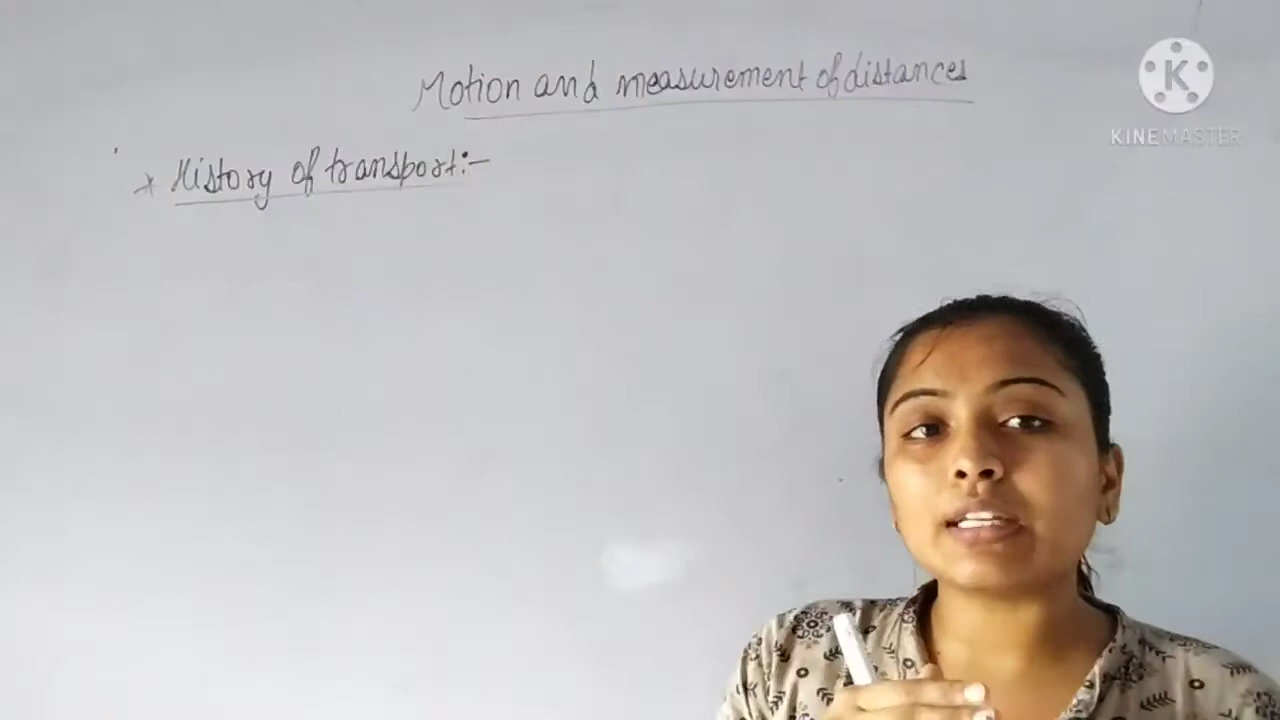 Motion and measurement of distances
* History of transport:-
K
KINEMASTER